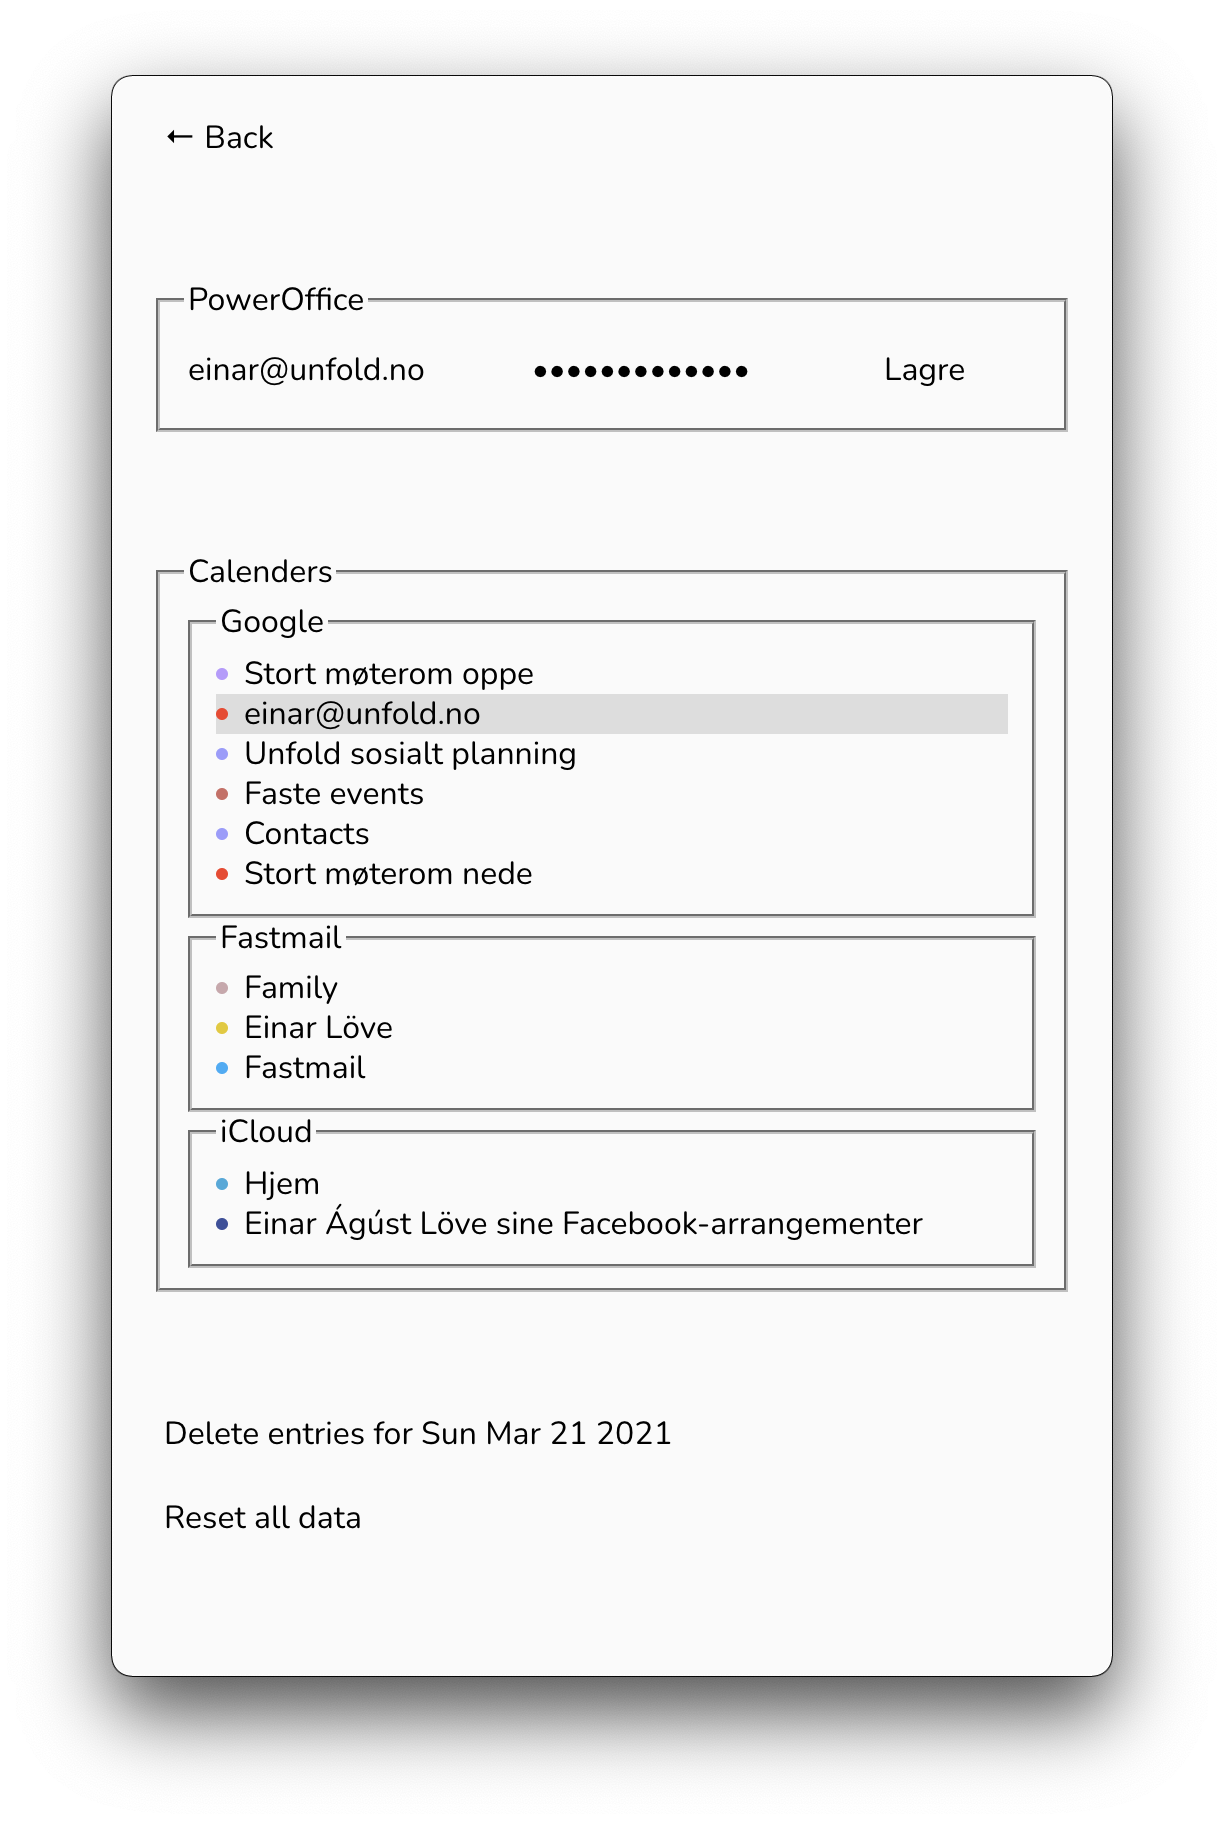 ← Back
PowerOffice
einar@unfold.no ••••••••••••• Lagre
Calenders
Google
Stort møterom oppe
einar@unfold.no
Unfold sosialt planning
Faste events
Contacts
Stort møterom nede
Fastmail
Family
Einar Löve
Fastmail
iCloud
Hjem
Einar Ágúst Löve sine Facebook-arrangementer
Delete entries for Sun Mar 21 2021
Reset all data